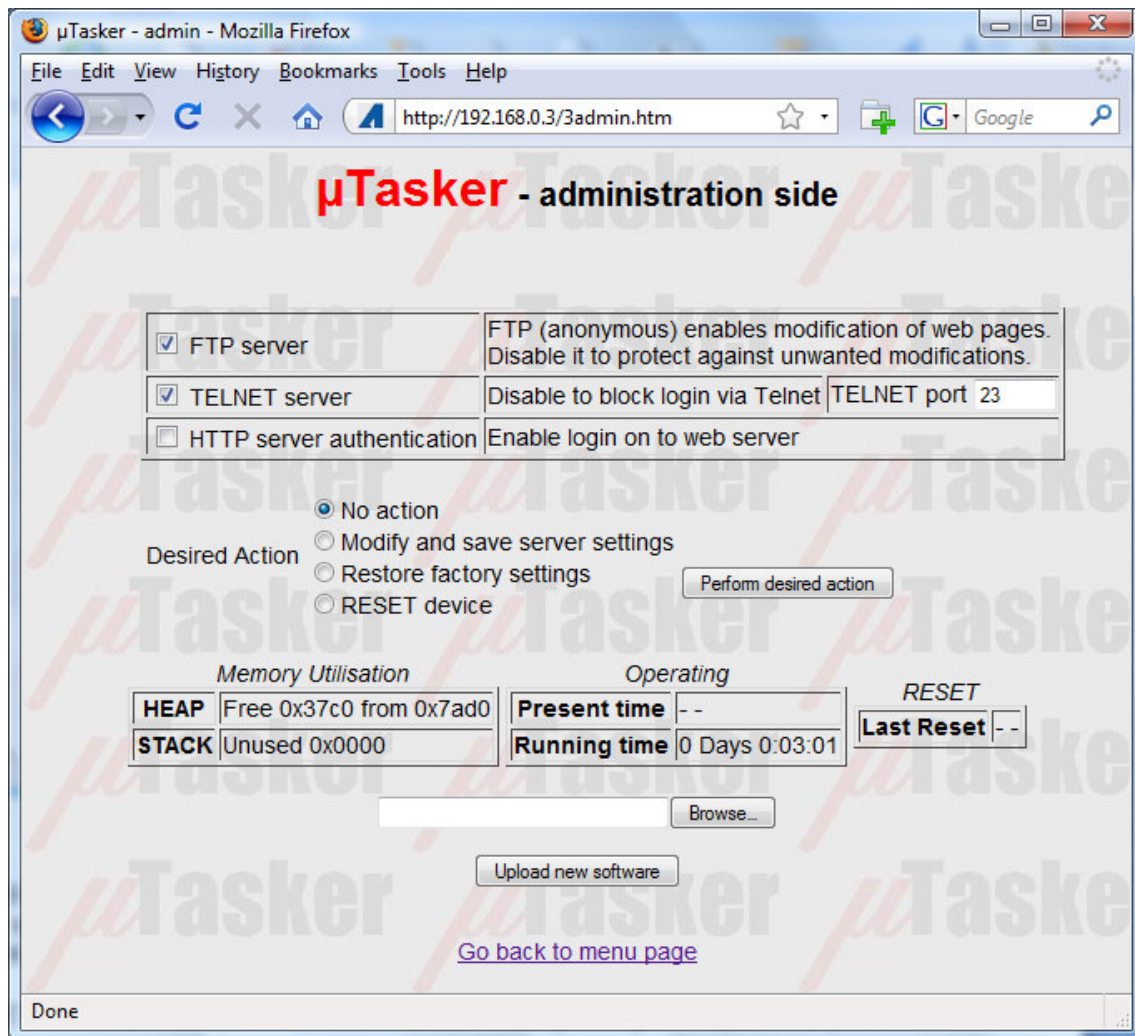 µTasker - admin - Mozilla Firefox
File Edit View History Bookmarks Tools Help
http://192.168.0.3/3admin.htm
G Google
µTasker - administration side
FTP server
FTP (anonymous) enables modification of web pages.
Disable it to protect against unwanted modifications.
TELNET server
Disable to block login via Telnet
TELNET port 23
HTTP server authentication
Enable login on to web server
Desired Action
No action
Modify and save server settings
Restore factory settings
RESET device
Perform desired action
Memory Utilisation
HEAP Free 0x37c0 from 0x7ad0
STACK Unused 0x0000
Operating
Present time - -
Running time 0 Days 0:03:01
RESET
Last Reset - -
Browse...
Upload new software
Go back to menu page
Done